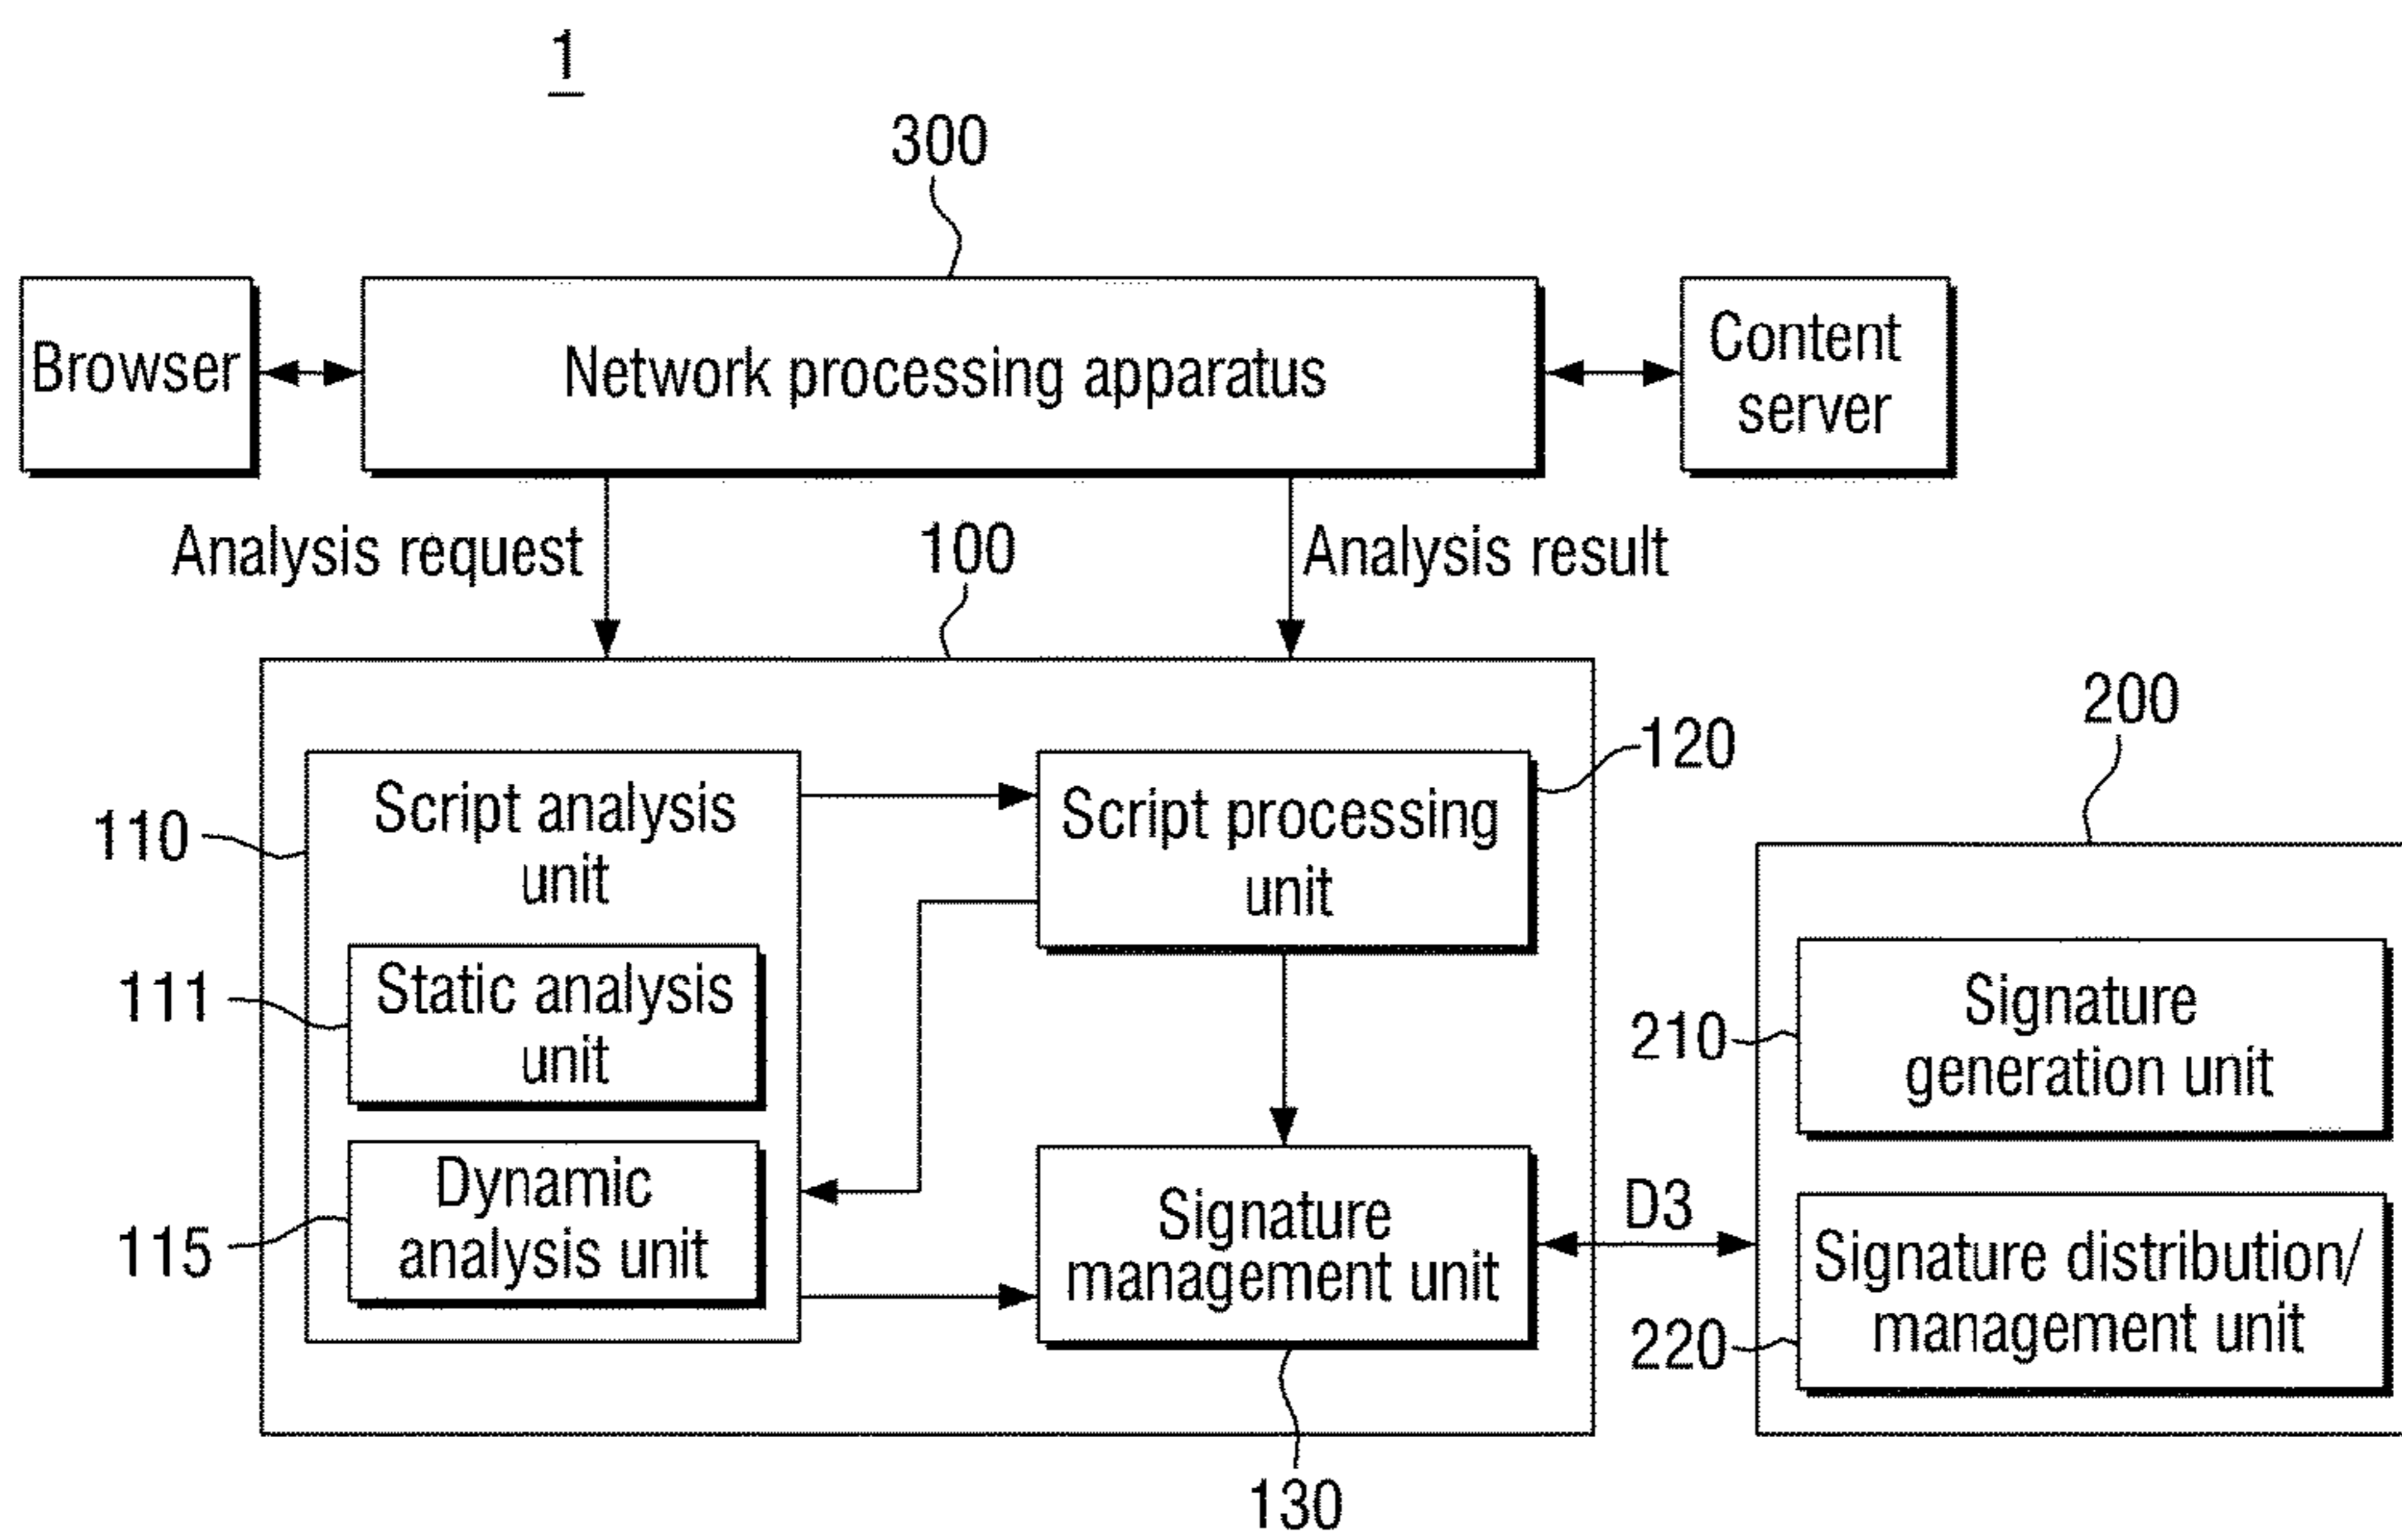 1
300
Browser
Network processing apparatus
Content
server
Analysis request
100
Analysis result
200
120
110
Script analysis
unit
Script processing
unit
111
Static analysis
unit
210
Signature
generation unit
115
Dynamic
analysis unit
Signature
management unit
D3
220
Signature distribution/
management unit
130